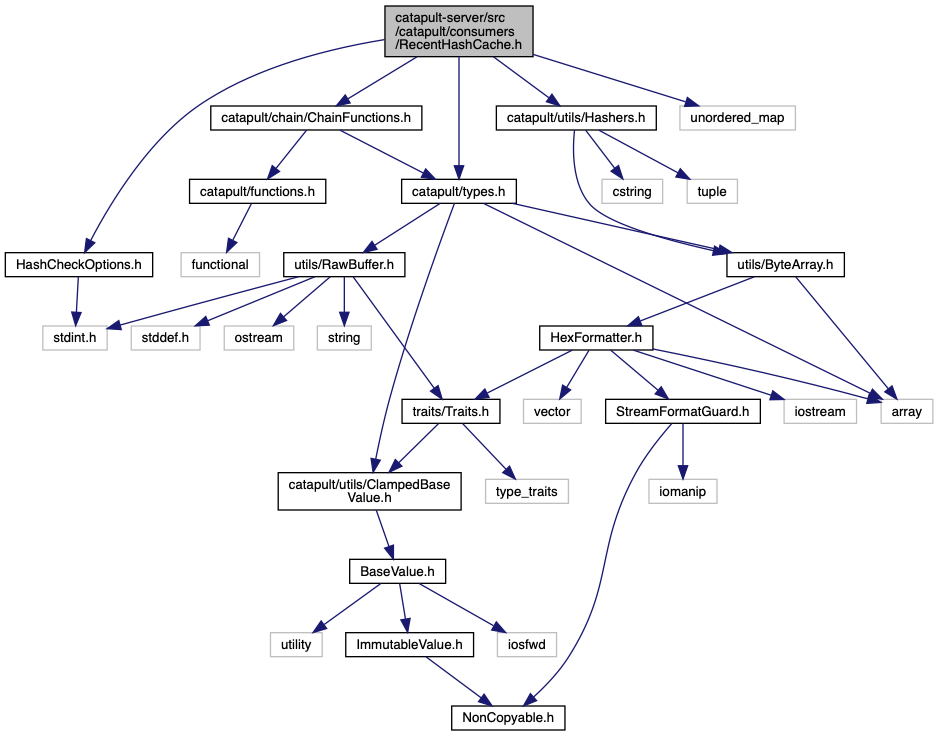 catapult-server/src
/catapult/consumers
/RecentHashCache.h
catapult/chain/ChainFunctions.h
catapult/utils/Hashers.h
unordered_map
catapult/functions.h
catapult/types.h
cstring
tuple
HashCheckOptions.h
functional
utils/RawBuffer.h
utils/ByteArray.h
stdint.h
stddef.h
ostream
string
HexFormatter.h
traits/Traits.h
vector
StreamFormatGuard.h
iostream
array
catapult/utils/ClampedBase
Value.h
type_traits
iomanip
BaseValue.h
utility
ImmutableValue.h
iosfwd
NonCopyable.h